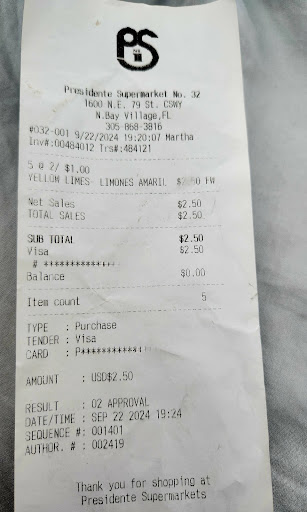 PS
Presidente Supermarket No. 32
1600 N.E. 79 St. CSWY
N.Bay Village,FL
305-868-3816
#032-001 9/22/2024 19:20:07 Martha
Inv#:00484012 Trs#:484121
5 @ 2/ $1.00
YELLOW LIMES- LIMONES AMARIL $2.50 FW
Net Sales $2.50
TOTAL SALES $2.50
SUB TOTAL $2.50
Visa $2.50
# **************
Balance $0.00
Item count 5
TYPE : Purchase
TENDER : Visa
CARD : P***********
AMOUNT : USD$2.50
RESULT : 02 APPROVAL
DATE/TIME : SEP 22 2024 19:24
SEQUENCE #: 001401
AUTHOR. # : 002419
Thank you for shopping at
Presidente Supermarkets